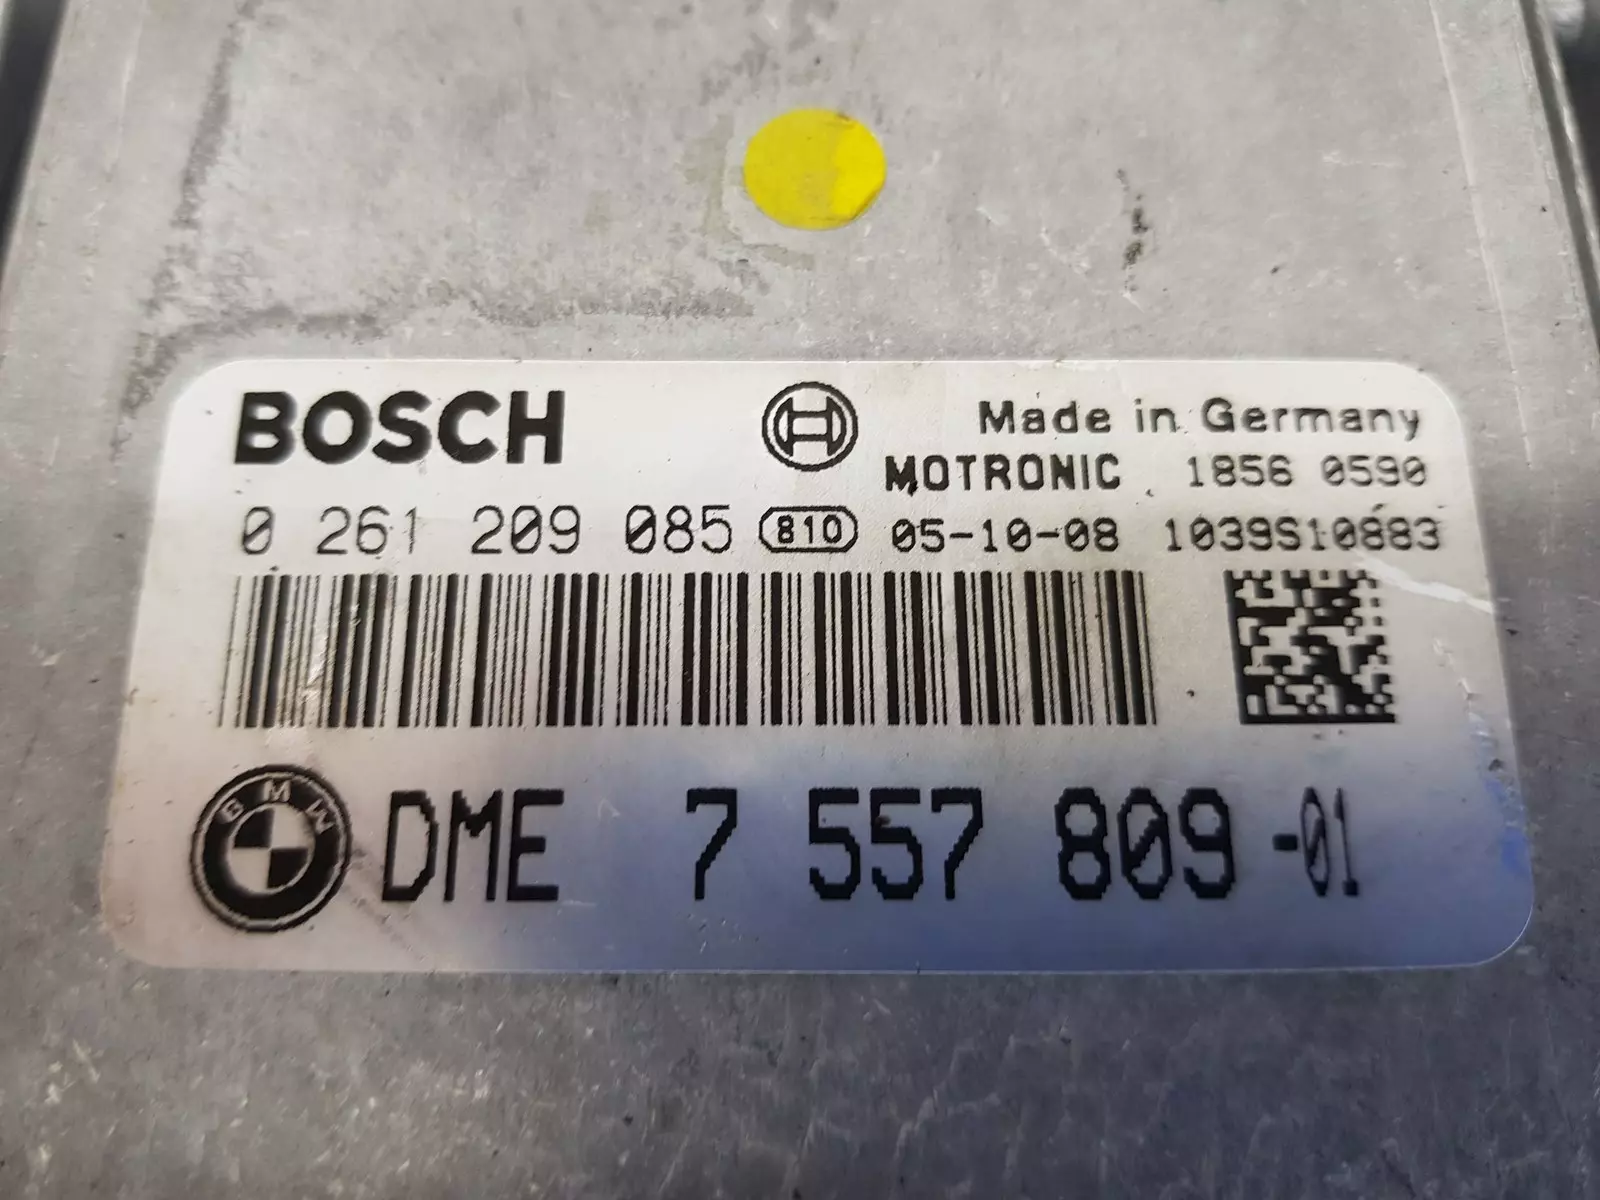 BOSCH
Made in Germany
MOTRONIC 1856 0590
0 261 209 085 810 05-10-08 1039S10883
BMW DME 7 557 809 -01